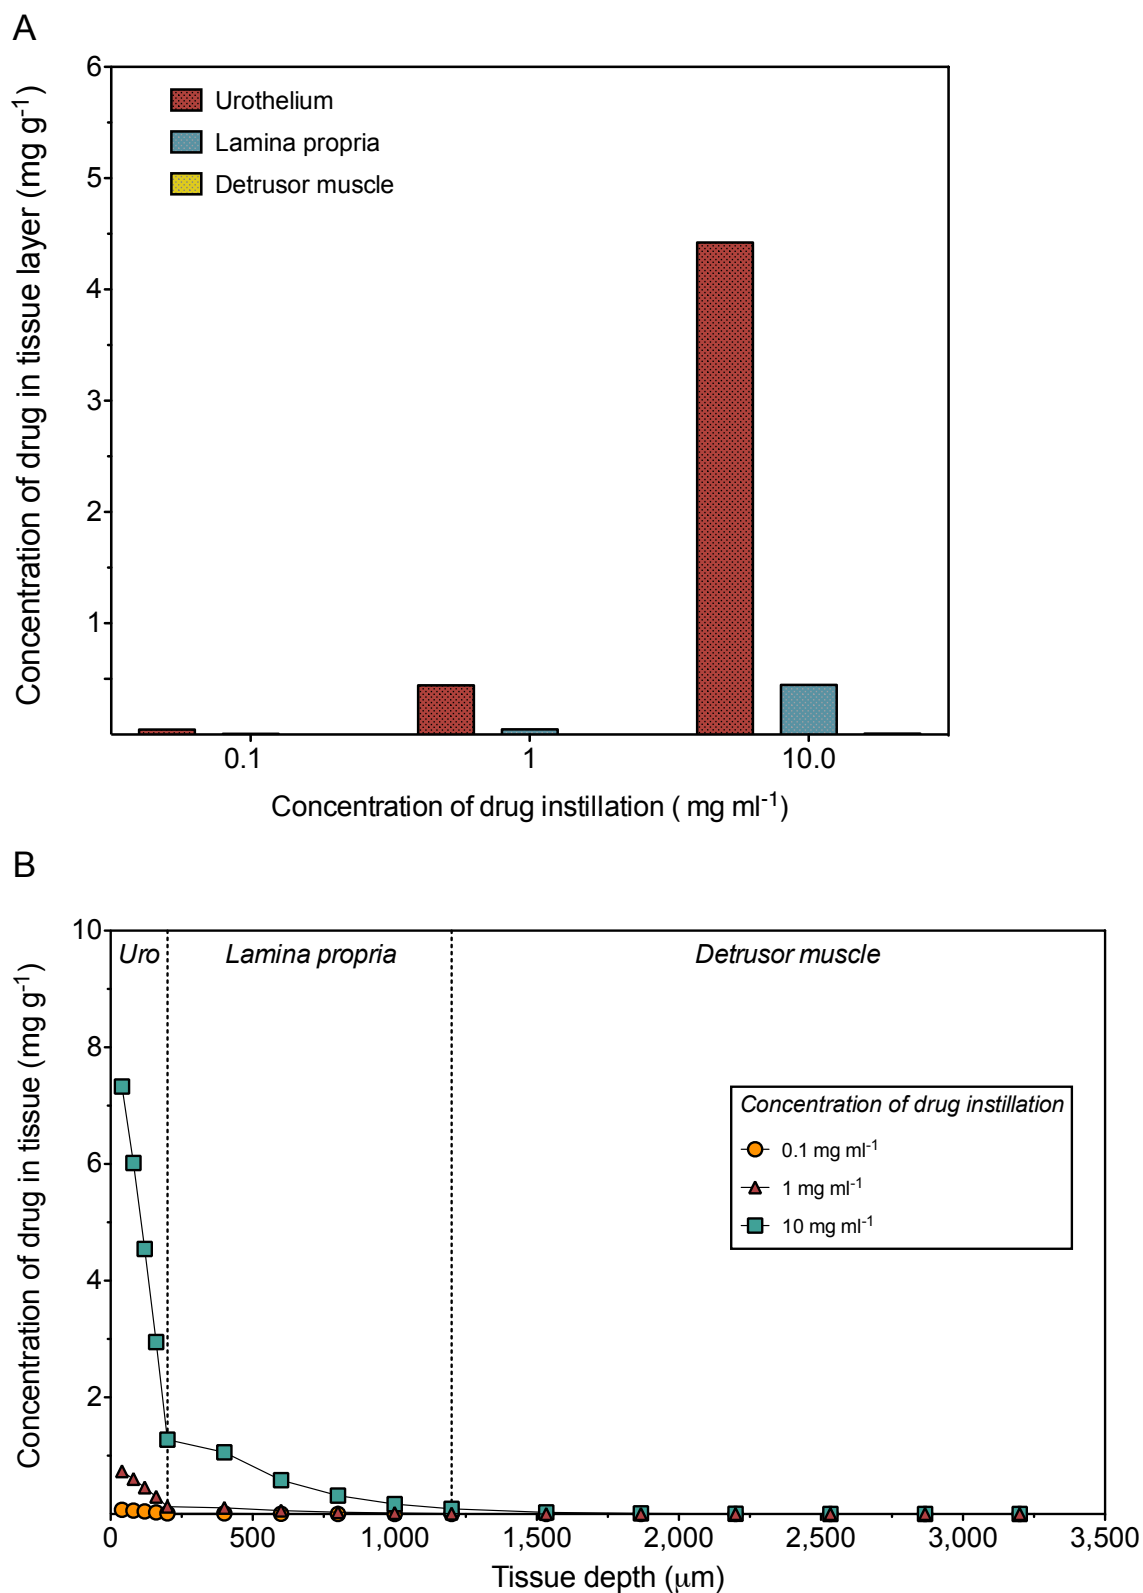 A
Concentration of drug in tissue layer (mg g⁻¹)
6
5
4
3
2
1
Urothelium
Lamina propria
Detrusor muscle
0.1
1
10.0
Concentration of drug instillation ( mg ml⁻¹)
B
Concentration of drug in tissue (mg g⁻¹)
10
8
6
4
2
Uro
Lamina propria
Detrusor muscle
Concentration of drug instillation
0.1 mg ml⁻¹
1 mg ml⁻¹
10 mg ml⁻¹
0
500
1,000
1,500
2,000
2,500
3,000
3,500
Tissue depth (μm)